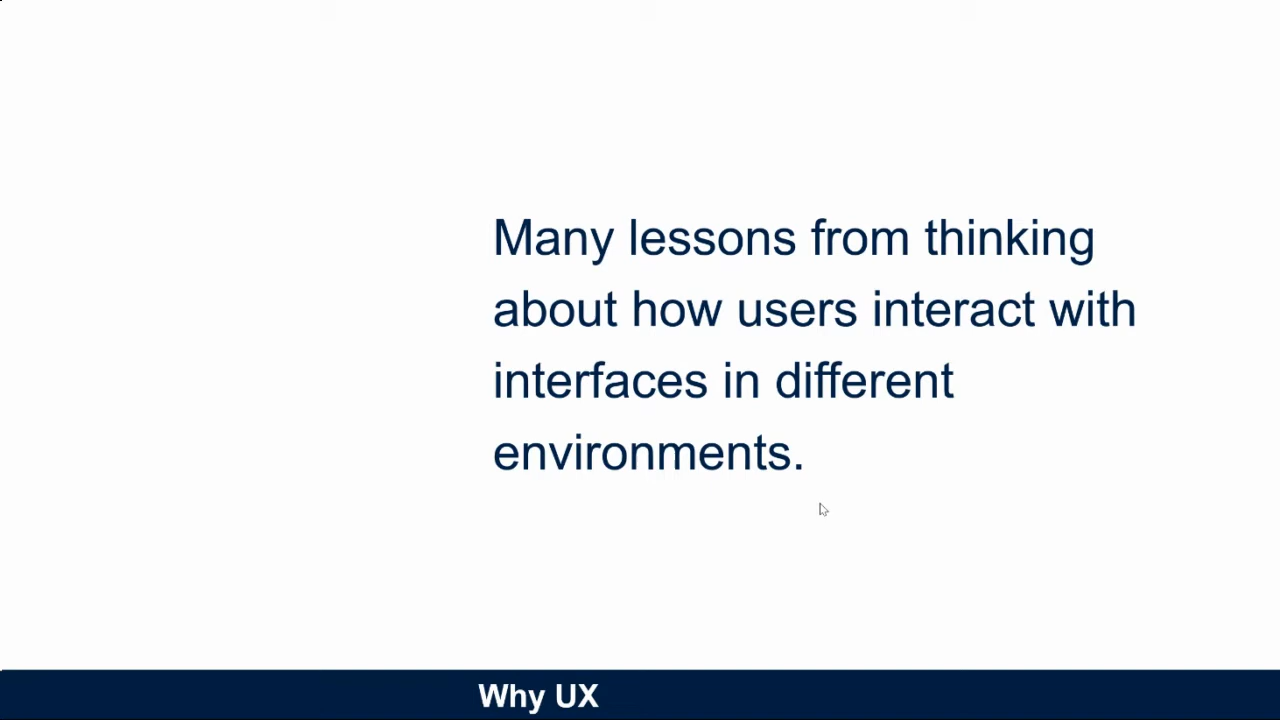 Many lessons from thinking
about how users interact with
interfaces in different
environments.
Why UX